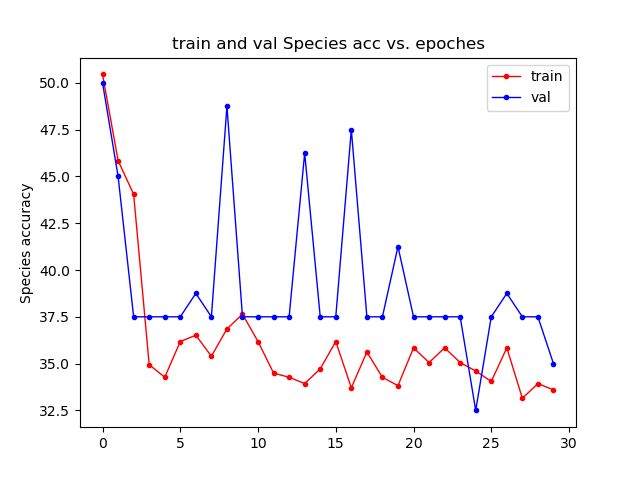 train and val Species acc vs. epoches
train
val
Species accuracy
50.0
47.5
45.0
42.5
40.0
37.5
35.0
32.5
0 5 10 15 20 25 30